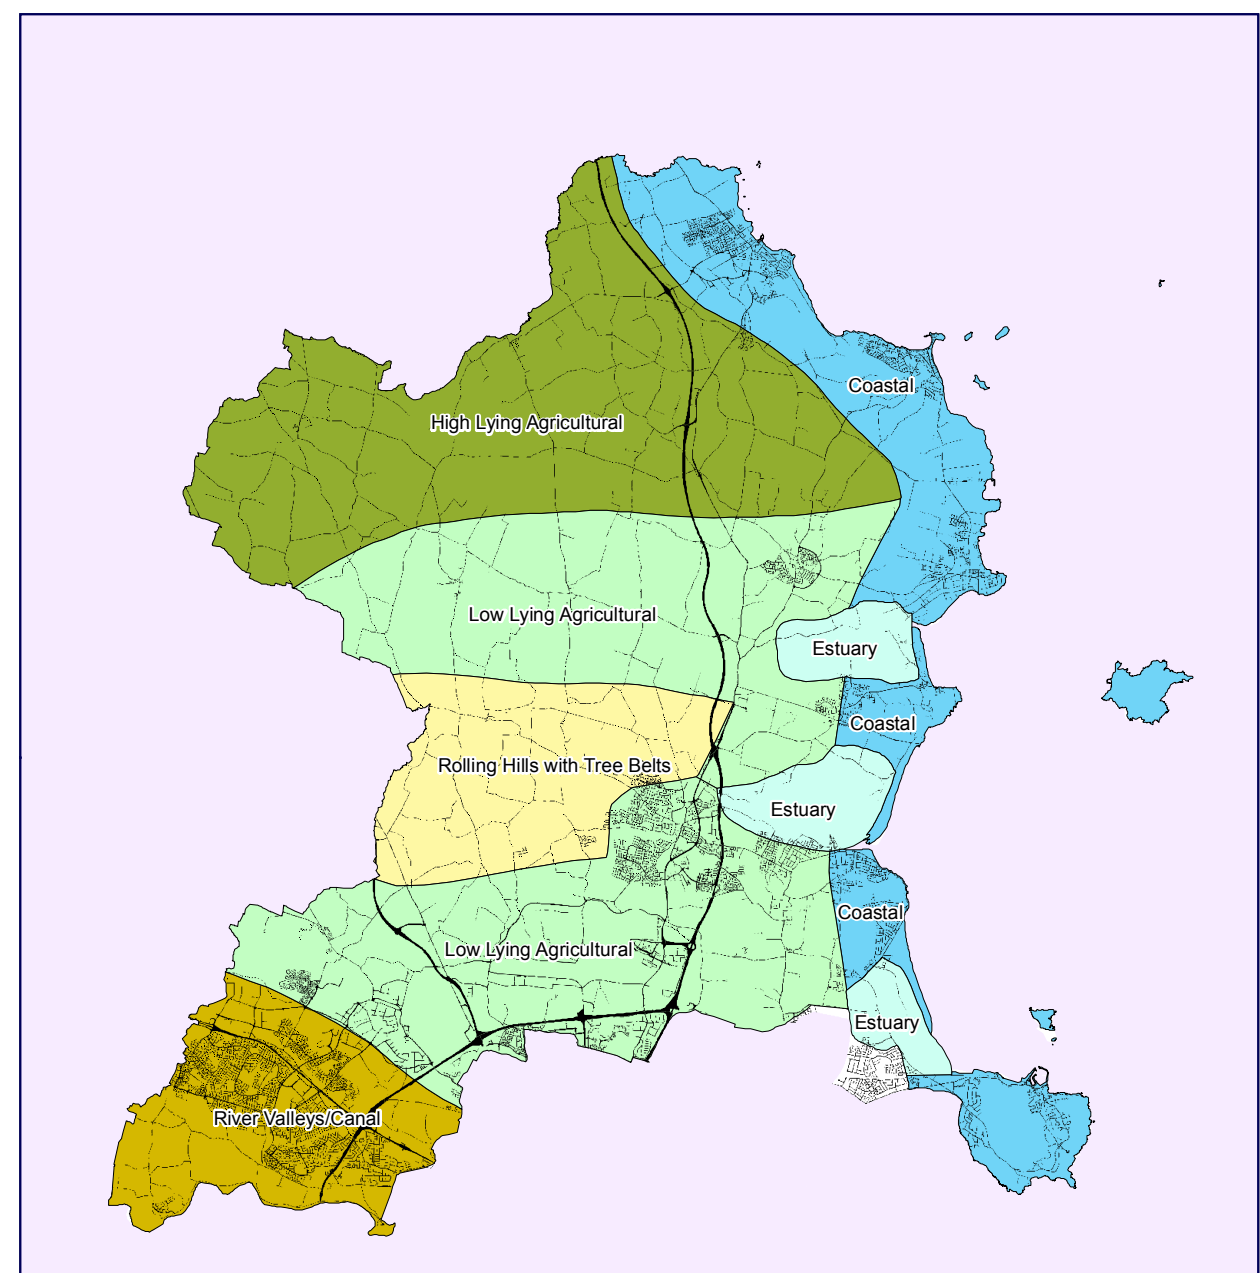 Coastal
High Lying Agricultural
Low Lying Agricultural
Estuary
Coastal
Rolling Hills with Tree Belts
Estuary
Coastal
Low Lying Agricultural
Estuary
River Valleys/Canal